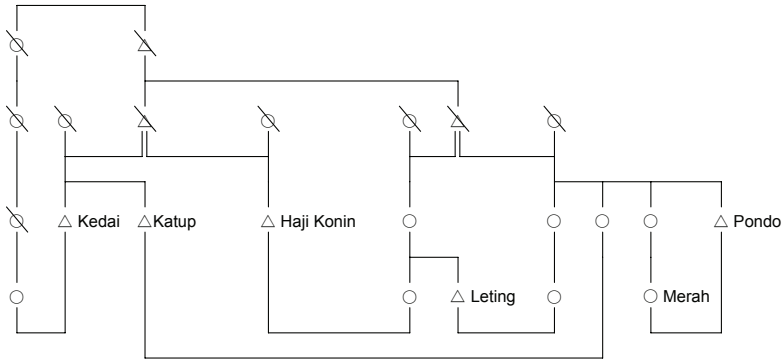 Kedai
Katup
Haji Konin
Pondo
Leting
Merah